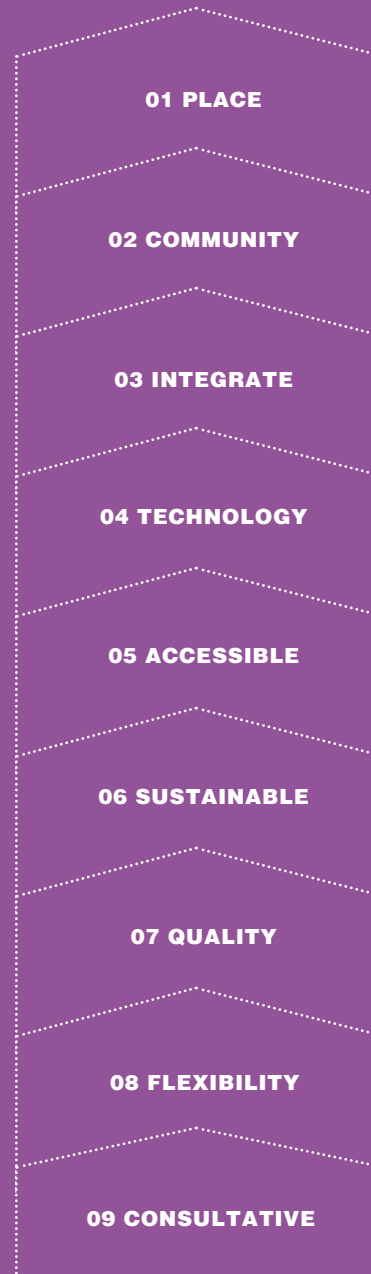 01 PLACE
02 COMMUNITY
03 INTEGRATE
04 TECHNOLOGY
05 ACCESSIBLE
06 SUSTAINABLE
07 QUALITY
08 FLEXIBILITY
09 CONSULTATIVE